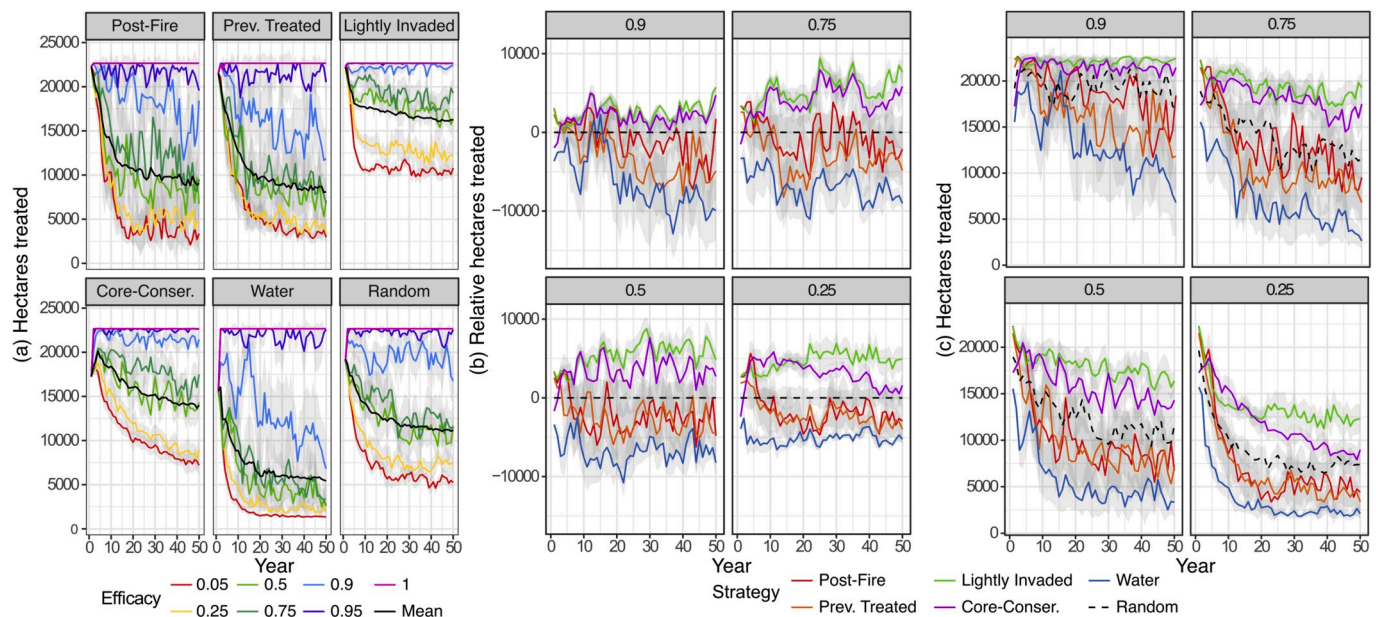 Post-Fire Prev. Treated Lightly Invaded
25000
20000
15000
10000
5000
0
Core-Conser. Water Random
25000
20000
15000
10000
5000
0
(a) Hectares treated
0 10 20 30 40 50 0 10 20 30 40 50 0 10 20 30 40 50
Year
Efficacy
0.05 0.5 0.9 1
0.25 0.75 0.95 Mean
0.9 0.75
10000
0
−10000
0.5 0.25
10000
0
−10000
(b) Relative hectares treated
0 10 20 30 40 50 0 10 20 30 40 50
Year
0.9 0.75
20000
15000
10000
5000
0
0.5 0.25
20000
15000
10000
5000
0
(c) Hectares treated
0 10 20 30 40 50 0 10 20 30 40 50
Year
Strategy
Post-Fire Lightly Invaded Water
Prev. Treated Core-Conser. Random